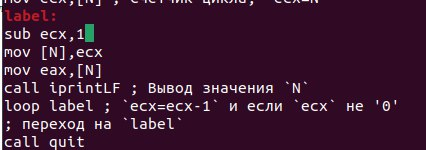 mov ecx,[N] ; Счетчик цикла, `ecx=N`
label:
sub ecx,1
mov [N],ecx
mov eax,[N]
call iprintLF ; Вывод значения `N`
loop label ; `ecx=ecx-1` и если `ecx` не '0'
; переход на `label`
call quit